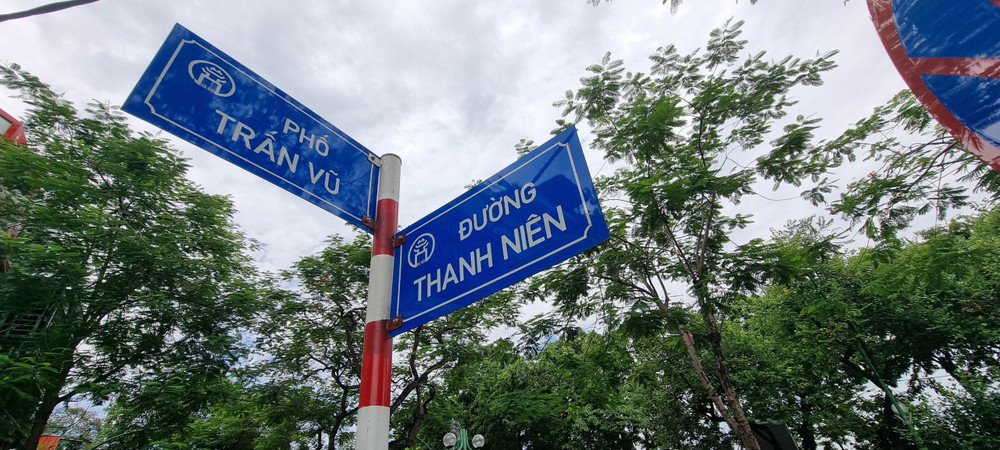 PHỐ
TRẤN VŨ
ĐƯỜNG
THANH NIÊN